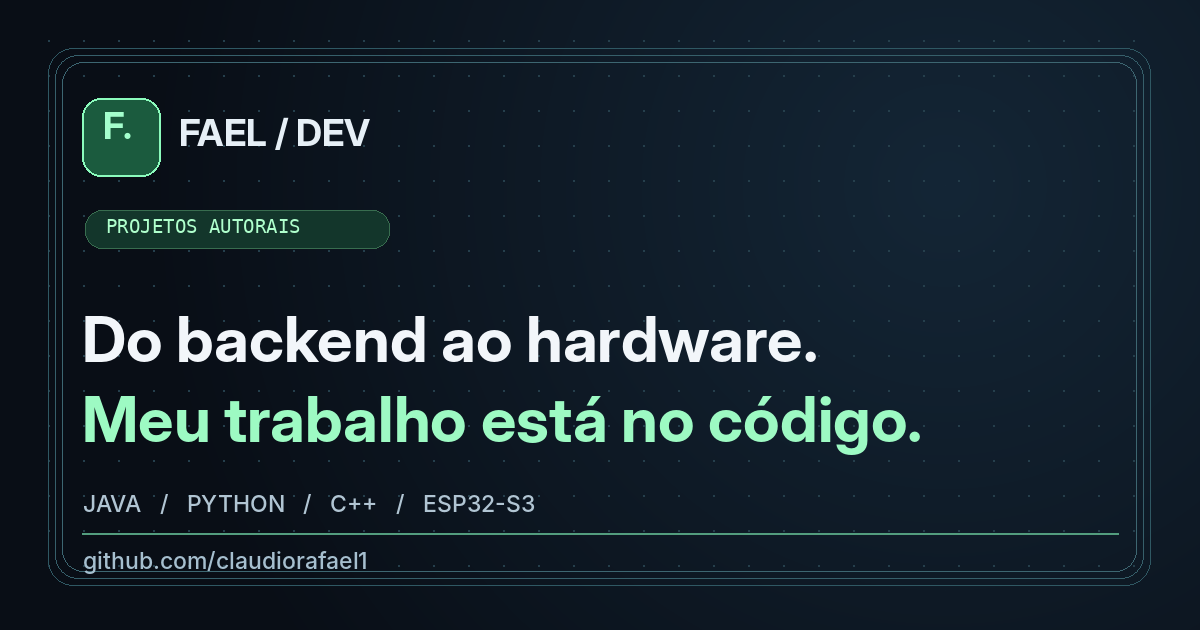 F.
FAEL / DEV
PROJETOS AUTORAIS
Do backend ao hardware.
Meu trabalho está no código.
JAVA / PYTHON / C++ / ESP32-S3
github.com/claudiorafael1